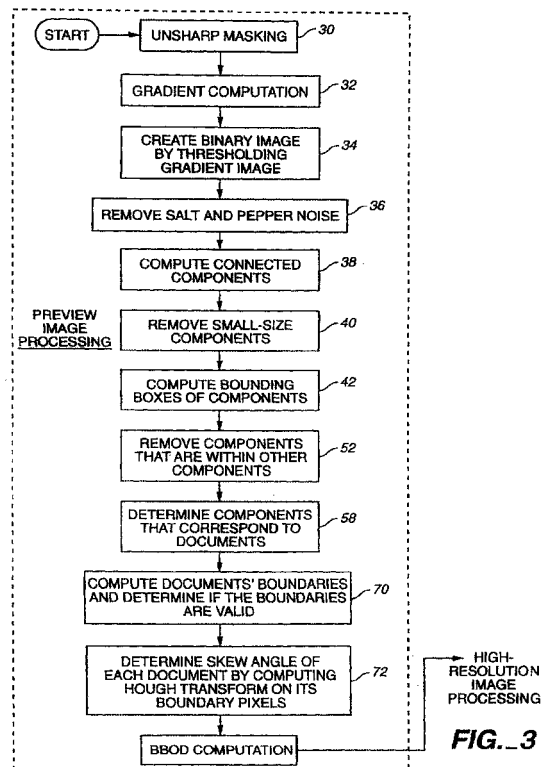 START
UNSHARP MASKING
30
GRADIENT COMPUTATION
32
CREATE BINARY IMAGE
BY THRESHOLDING
GRADIENT IMAGE
34
REMOVE SALT AND PEPPER NOISE
36
COMPUTE CONNECTED
COMPONENTS
38
PREVIEW
IMAGE
PROCESSING
REMOVE SMALL-SIZE
COMPONENTS
40
COMPUTE BOUNDING
BOXES OF COMPONENTS
42
REMOVE COMPONENTS
THAT ARE WITHIN OTHER
COMPONENTS
52
DETERMINE COMPONENTS
THAT CORRESPOND TO
DOCUMENTS
58
COMPUTE DOCUMENTS' BOUNDARIES
AND DETERMINE IF THE BOUNDARIES
ARE VALID
70
DETERMINE SKEW ANGLE OF
EACH DOCUMENT BY COMPUTING
HOUGH TRANSFORM ON ITS
BOUNDARY PIXELS
72
BBOD COMPUTATION
HIGH-
RESOLUTION
IMAGE
PROCESSING
FIG._3